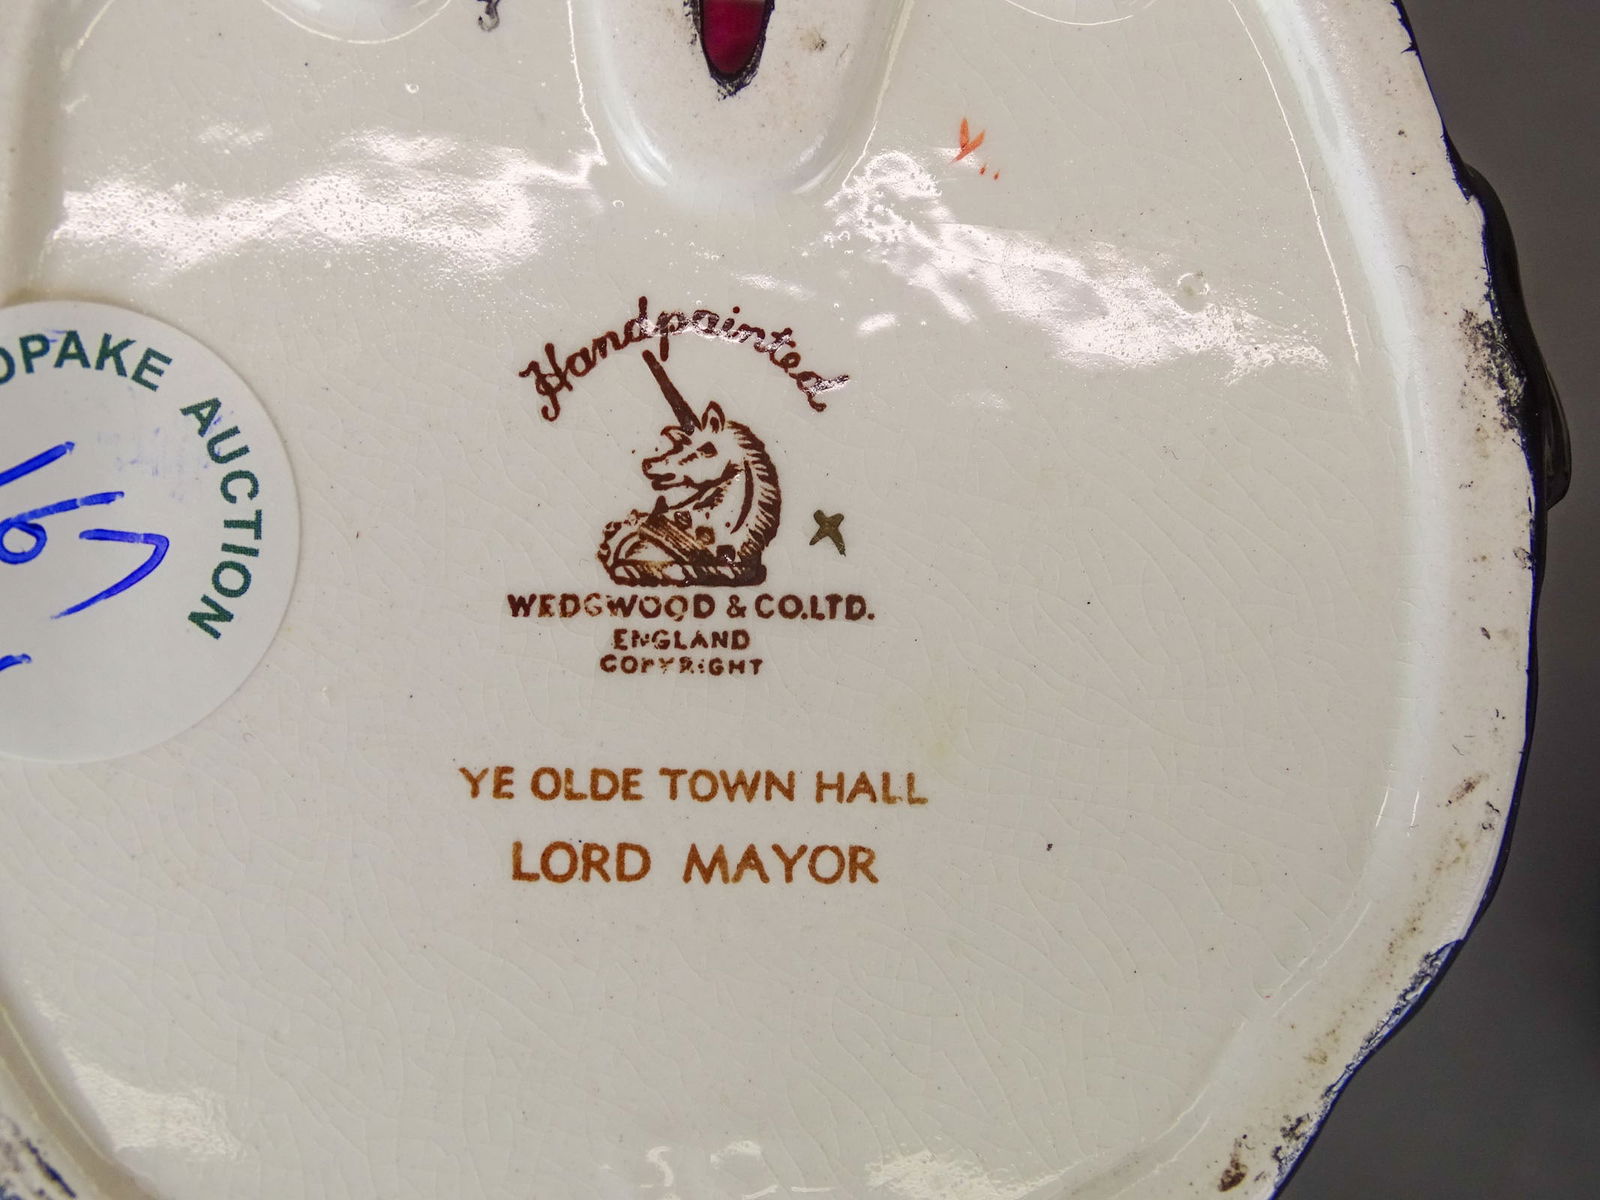 Handpainted
WEDGWOOD & CO.LTD.
ENGLAND
COPYRIGHT
YE OLDE TOWN HALL
LORD MAYOR
OPAKE AUCTION